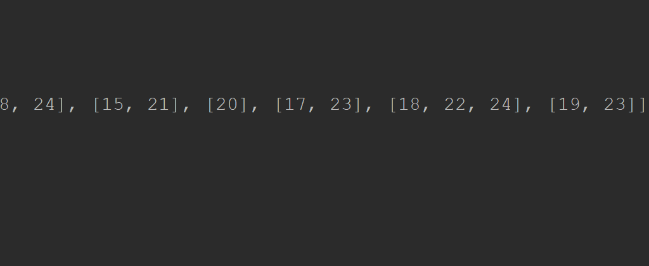 8, 24], [15, 21], [20], [17, 23], [18, 22, 24], [19, 23]]